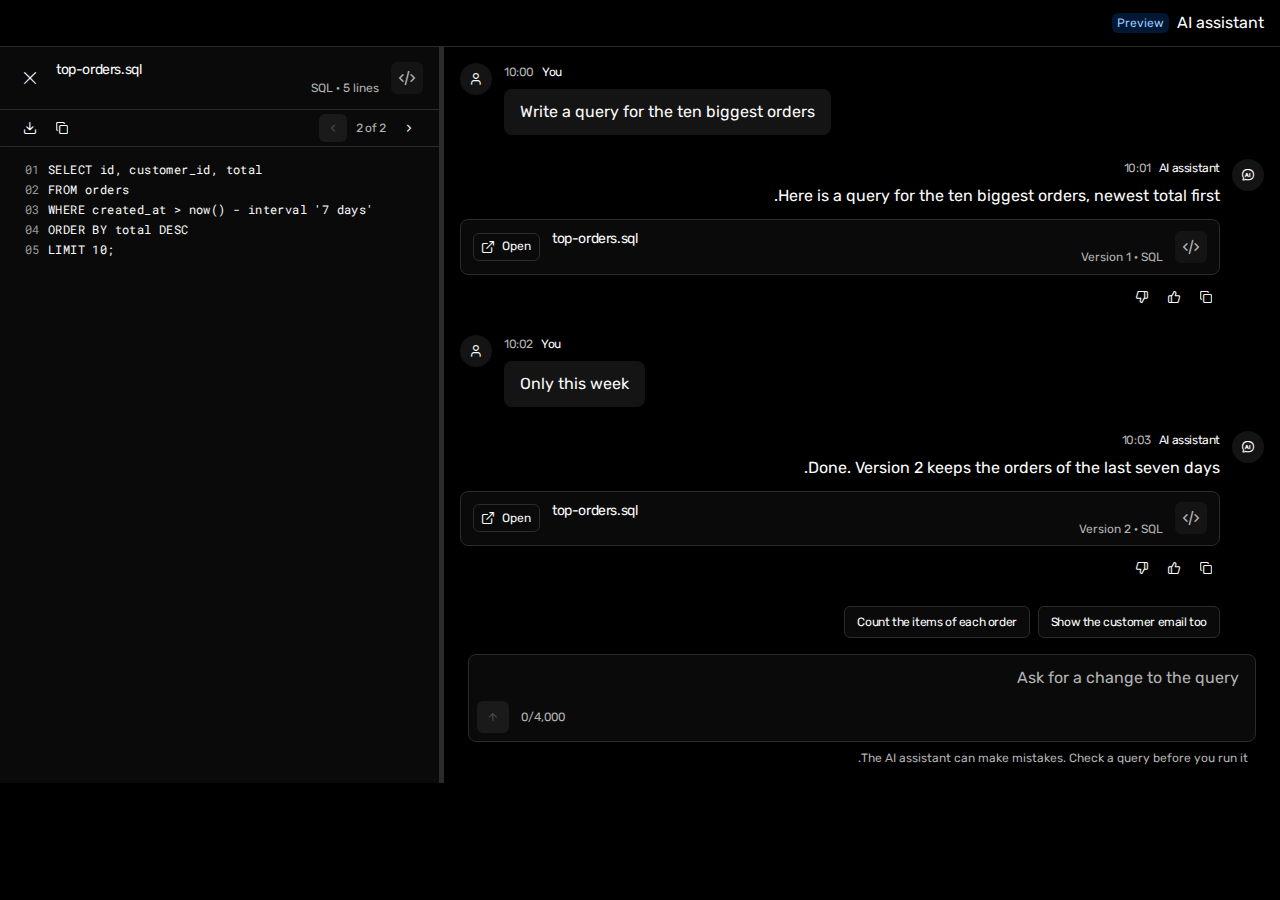 Preview AI assistant
top-orders.sql
SQL • 5 lines
2 of 2
01 SELECT id, customer_id, total
02 FROM orders
03 WHERE created_at > now() - interval '7 days'
04 ORDER BY total DESC
05 LIMIT 10;
10:00 You
Write a query for the ten biggest orders
10:01 AI assistant
.Here is a query for the ten biggest orders, newest total first
Open
top-orders.sql
Version 1 • SQL
10:02 You
Only this week
10:03 AI assistant
.Done. Version 2 keeps the orders of the last seven days
Open
top-orders.sql
Version 2 • SQL
Count the items of each order
Show the customer email too
Ask for a change to the query
0/4,000
.The AI assistant can make mistakes. Check a query before you run it